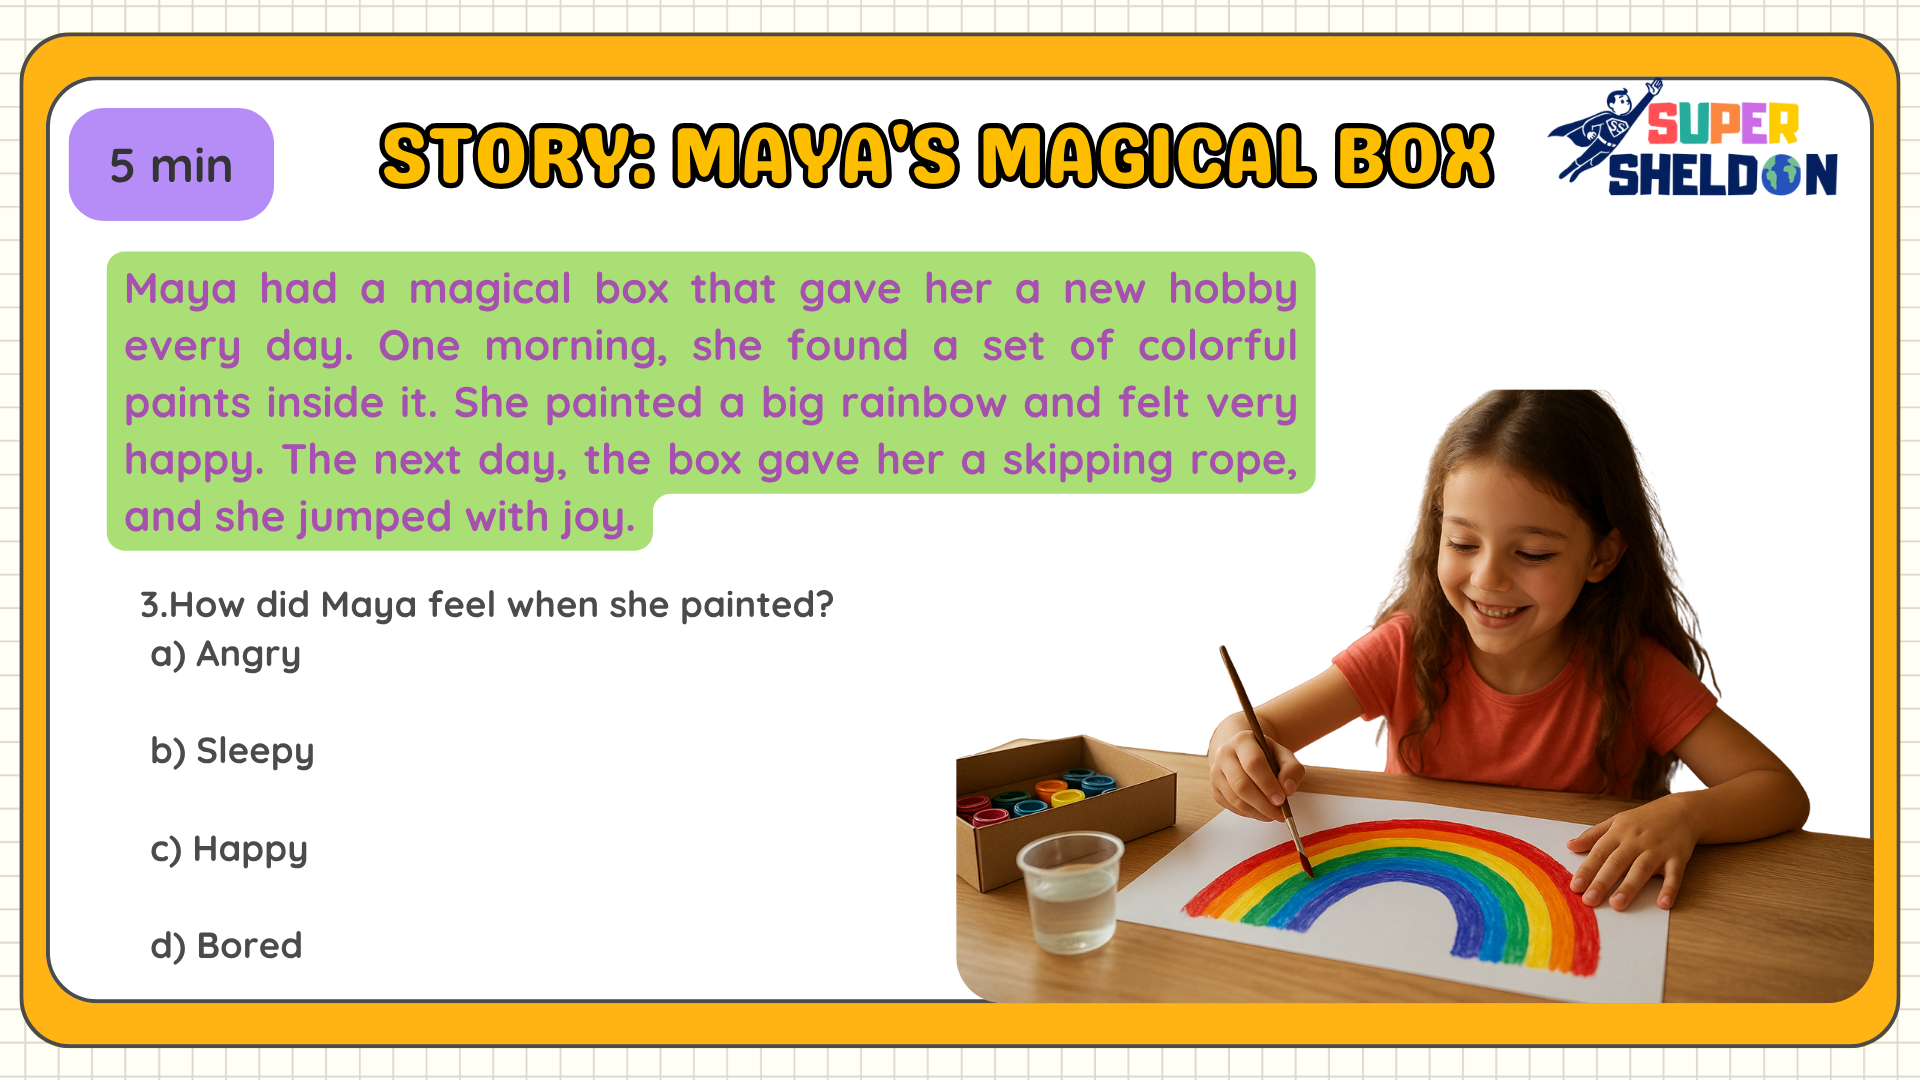 5 min
STORY: MAYA'S MAGICAL BOX
SUPER
SHELDON
Maya had a magical box that gave her a new hobby
every day. One morning, she found a set of colorful
paints inside it. She painted a big rainbow and felt very
happy. The next day, the box gave her a skipping rope,
and she jumped with joy.
3.How did Maya feel when she painted?
a) Angry
b) Sleepy
c) Happy
d) Bored